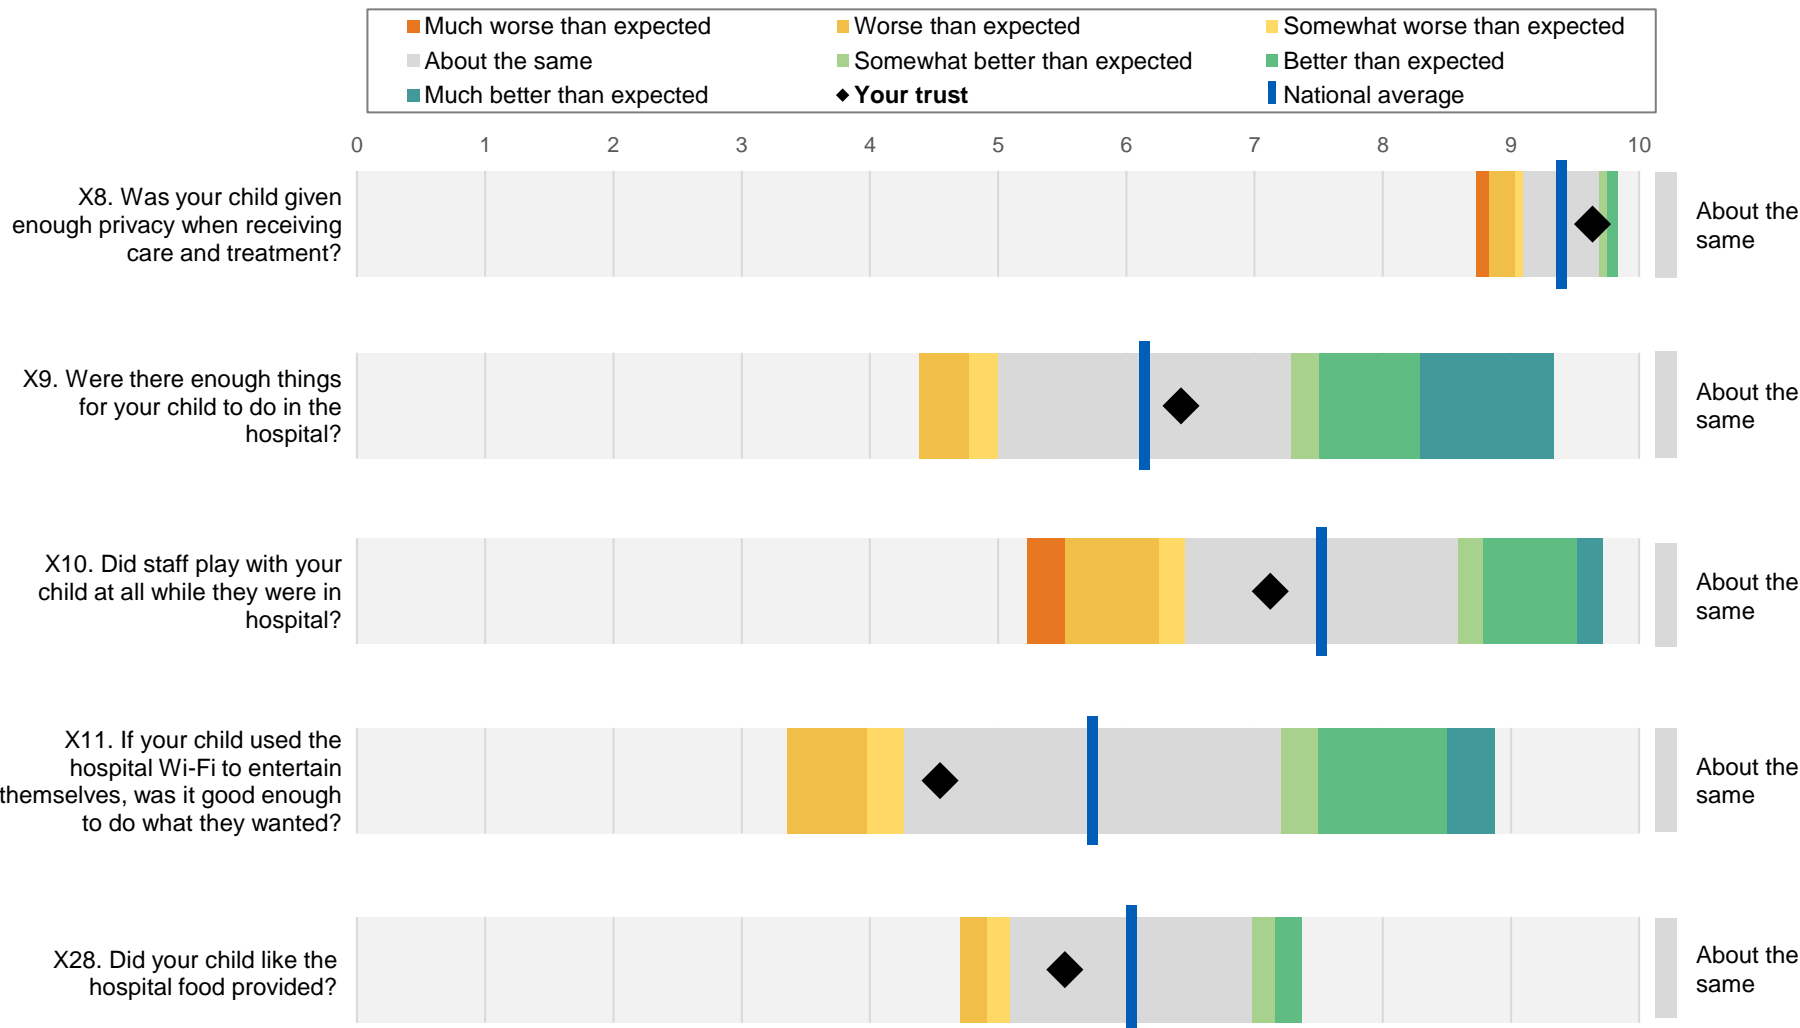 Much worse than expected
Worse than expected
Somewhat worse than expected
About the same
Somewhat better than expected
Better than expected
Much better than expected
Your trust
National average
0 1 2 3 4 5 6 7 8 9 10
X8. Was your child given
enough privacy when receiving
care and treatment?
About the
same
X9. Were there enough things
for your child to do in the
hospital?
About the
same
X10. Did staff play with your
child at all while they were in
hospital?
About the
same
X11. If your child used the
hospital Wi-Fi to entertain
themselves, was it good enough
to do what they wanted?
About the
same
X28. Did your child like the
hospital food provided?
About the
same